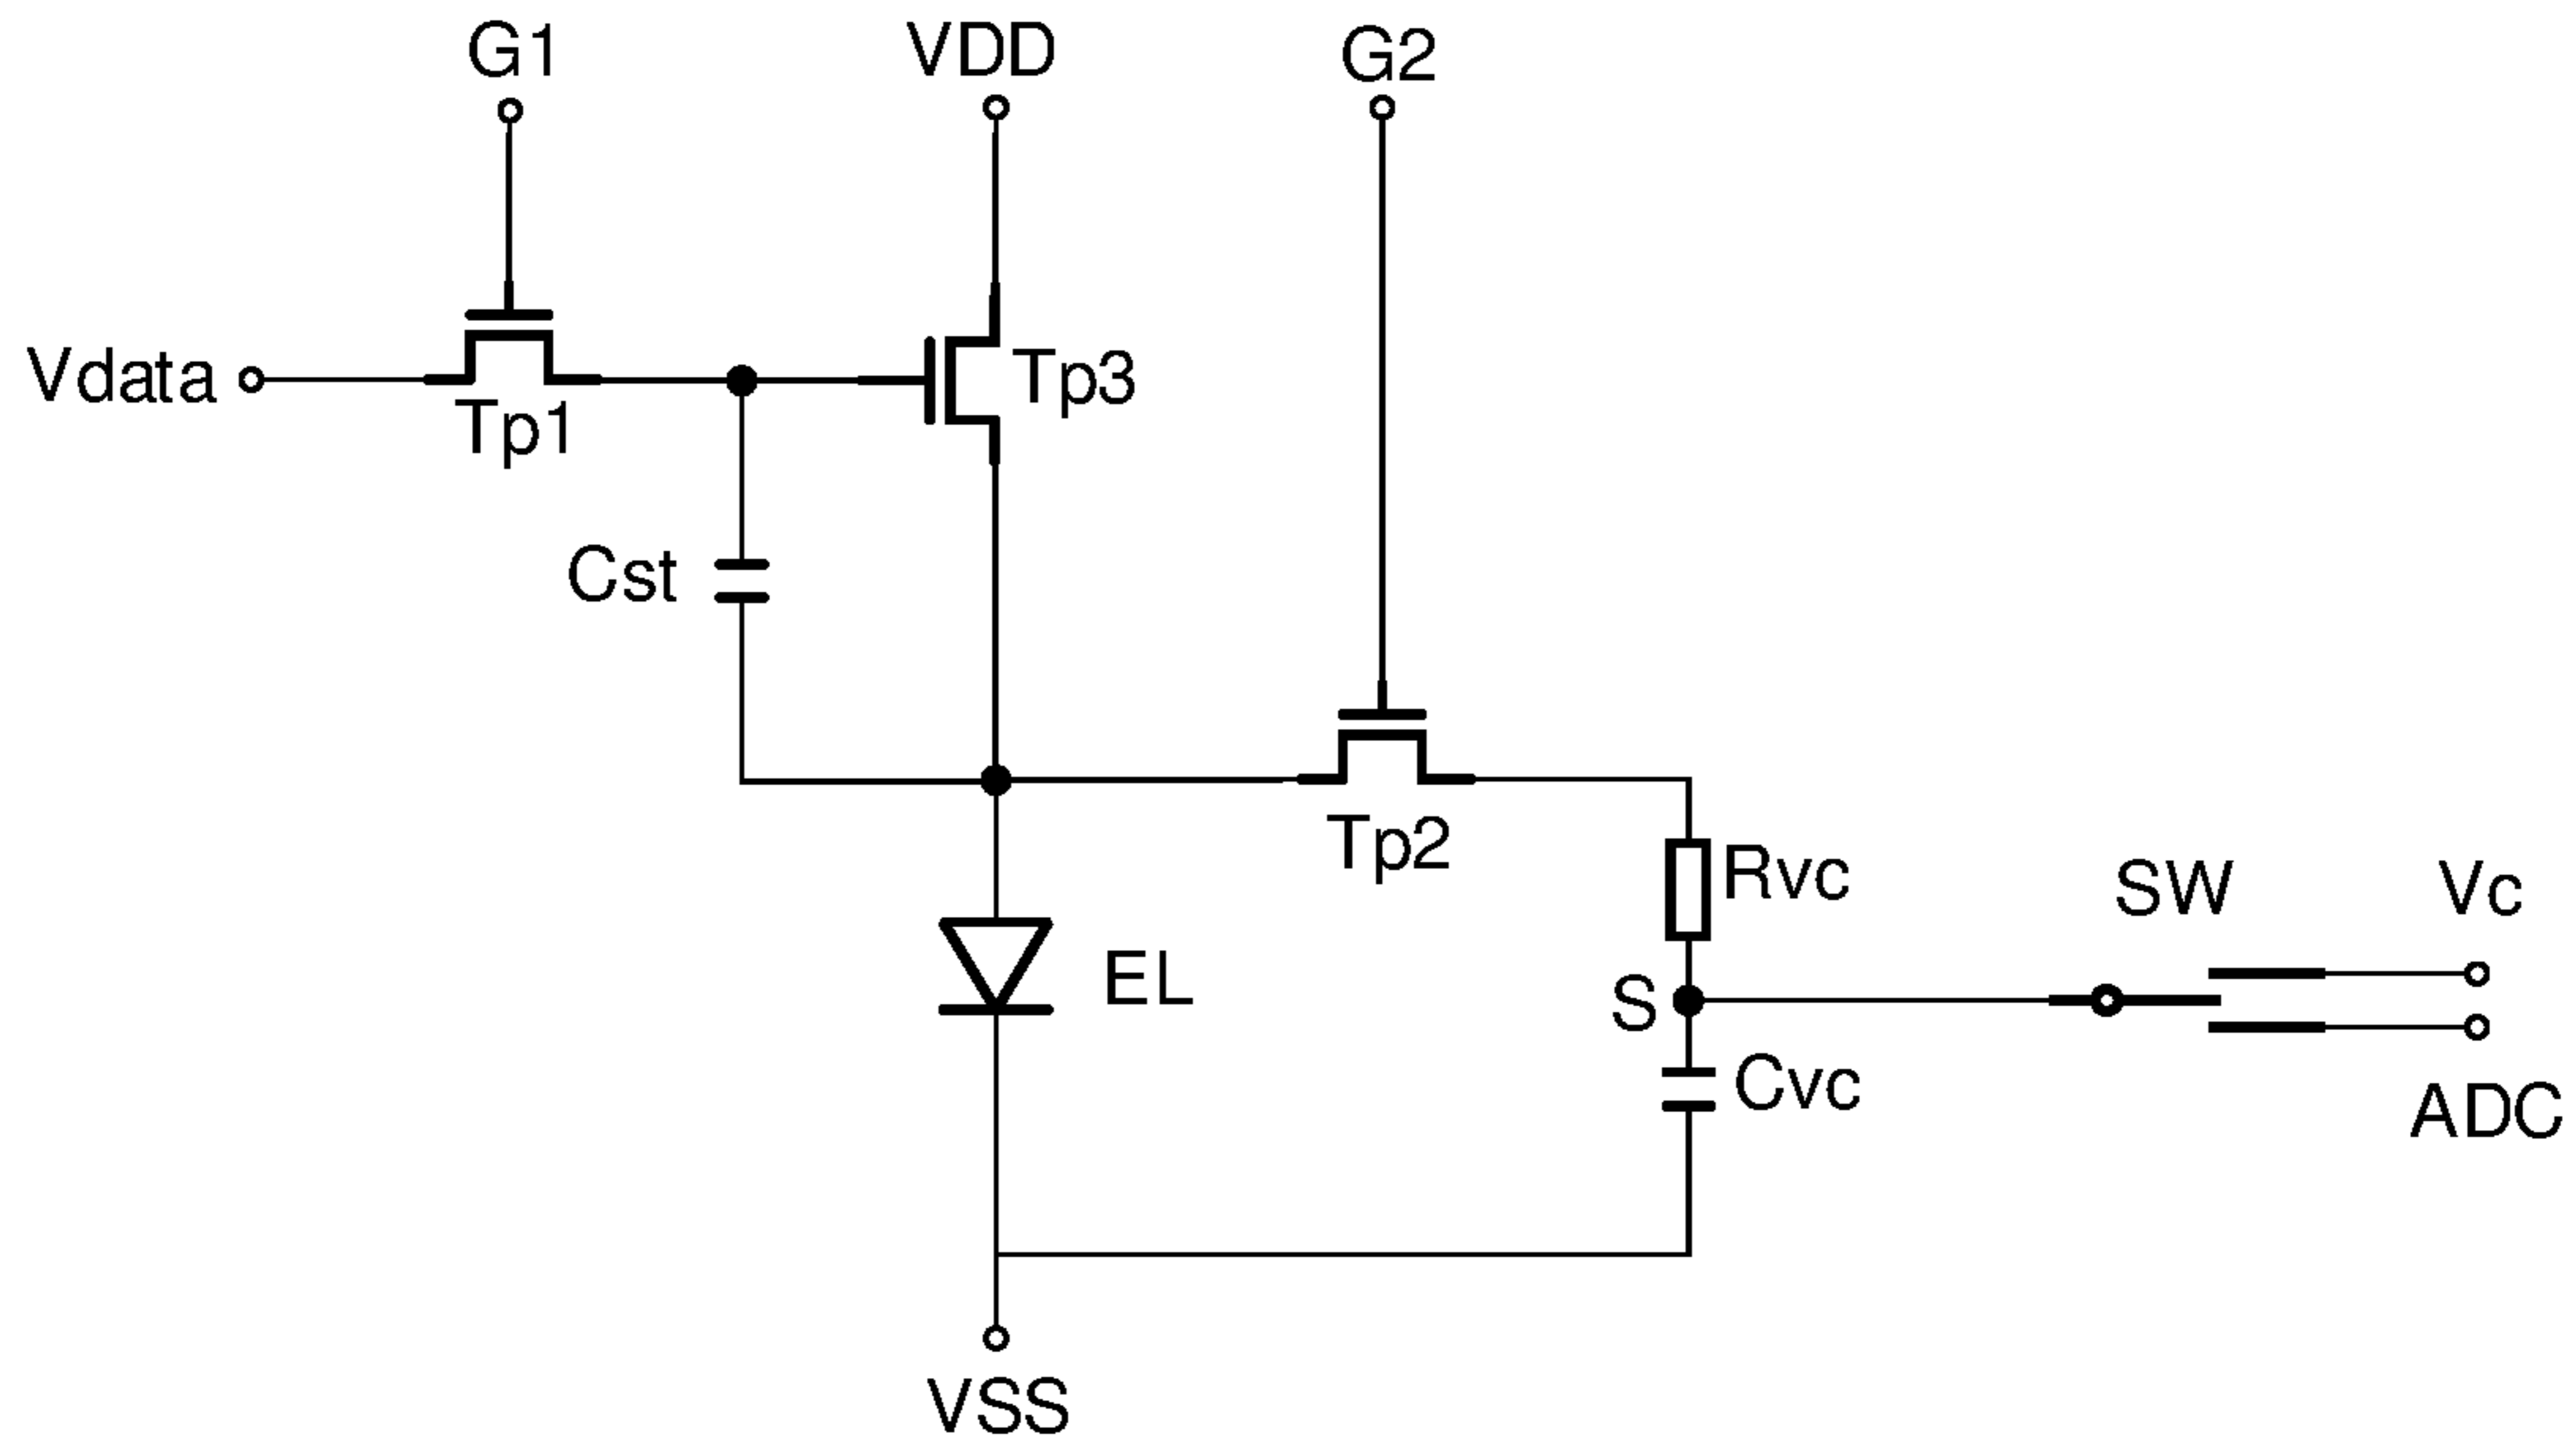 G1
VDD
G2
Vdata
Tp1
Tp3
Cst
Tp2
Rvc
SW
Vc
EL
S
Cvc
ADC
VSS